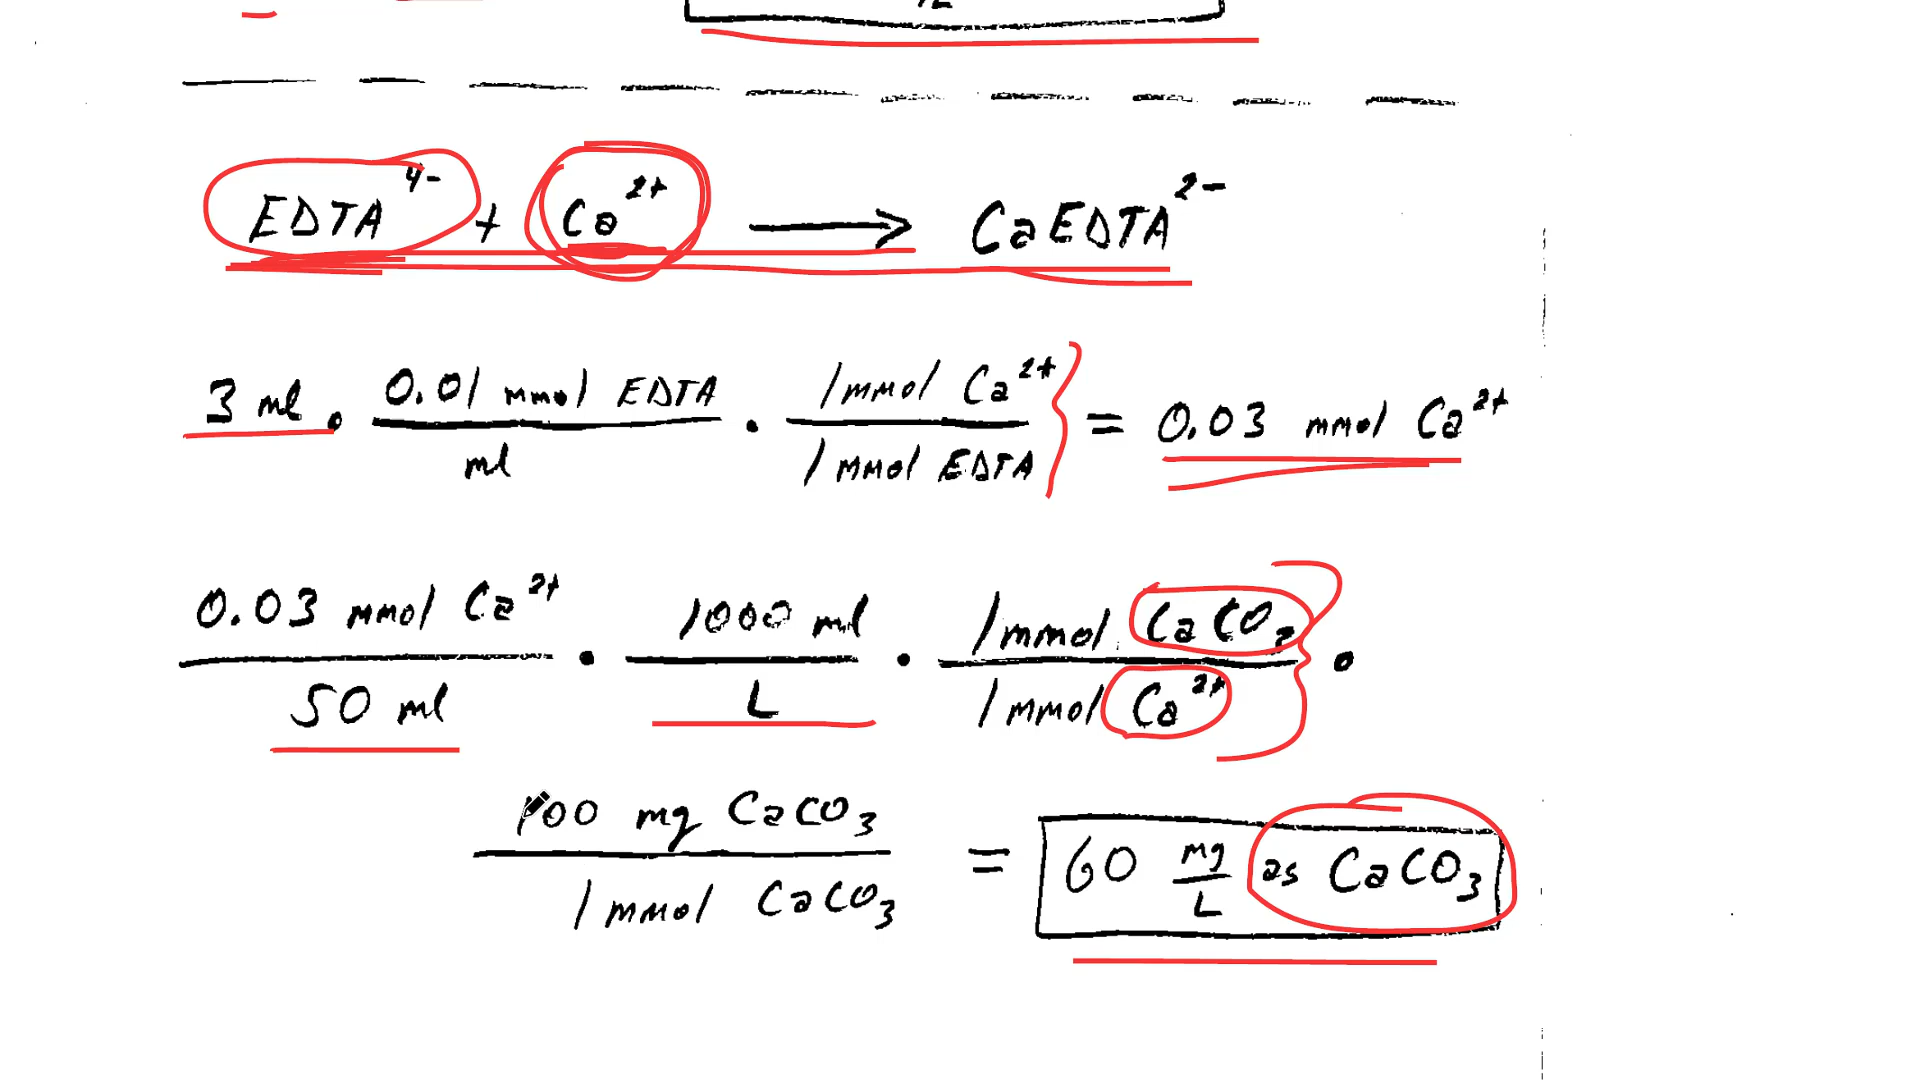 EDTA⁴⁻ + Ca²⁺ ⟶ CaEDTA²⁻
3 ml · 0.01 mmol EDTA / ml · 1 mmol Ca²⁺ / 1 mmol EDTA = 0.03 mmol Ca²⁺
0.03 mmol Ca²⁺ / 50 ml · 1000 ml / L · 1 mmol CaCO₃ / 1 mmol Ca²⁺ ·
100 mg CaCO₃ / 1 mmol CaCO₃ = 60 mg/L as CaCO₃